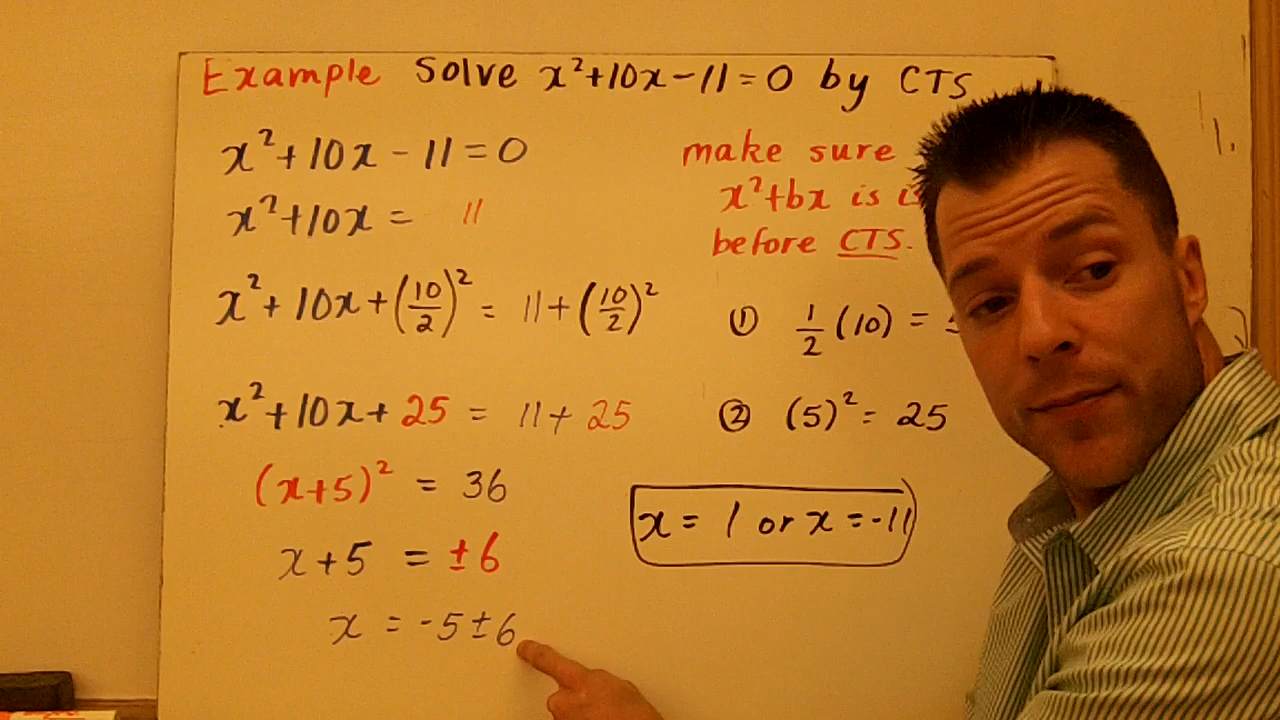 Example Solve x²+10x-11=0 by CTS
x²+10x-11=0
x²+10x= 11
x²+10x+(10/2)²= 11+(10/2)²
x²+10x+25 = 11+25
(x+5)² = 36
x+5 = ±6
x = -5±6
make sure
x²+bx is
before CTS.
① 1/2 (10) =
② (5)²= 25
x = 1 or x =-11
1.